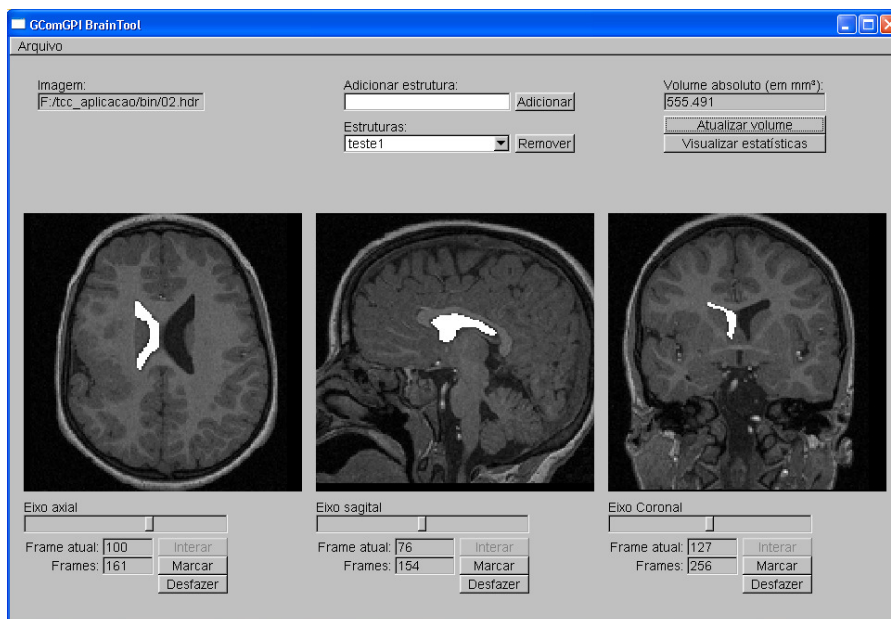 GComGPI BrainTool
Arquivo
Imagem:
F:/tcc_aplicacao/bin/02.hdr
Adicionar estrutura:
Adicionar
Estruturas:
teste1
Remover
Volume absoluto (em mm³):
555.491
Atualizar volume
Visualizar estatísticas
Eixo axial
Frame atual: 100 Interar
Frames: 161 Marcar
Desfazer
Eixo sagital
Frame atual: 76 Interar
Frames: 154 Marcar
Desfazer
Eixo Coronal
Frame atual: 127 Interar
Frames: 256 Marcar
Desfazer